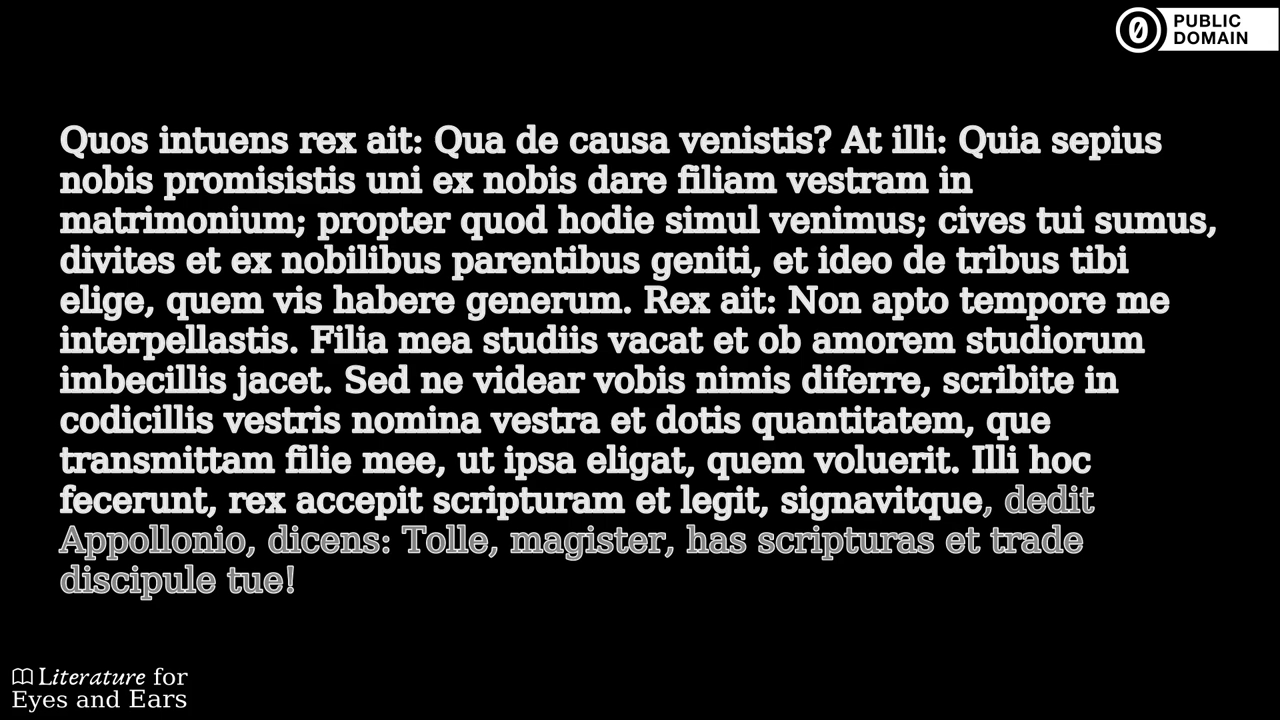 PUBLIC
DOMAIN
Quos intuens rex ait: Qua de causa venistis? At illi: Quia sepius
nobis promisistis uni ex nobis dare filiam vestram in
matrimonium; propter quod hodie simul venimus; cives tui sumus,
divites et ex nobilibus parentibus geniti, et ideo de tribus tibi
elige, quem vis habere generum. Rex ait: Non apto tempore me
interpellastis. Filia mea studiis vacat et ob amorem studiorum
imbecillis jacet. Sed ne videar vobis nimis diferre, scribite in
codicillis vestris nomina vestra et dotis quantitatem, que
transmittam filie mee, ut ipsa eligat, quem voluerit. Illi hoc
fecerunt, rex accepit scripturam et legit, signavitque, dedit
Appollonio, dicens: Tolle, magister, has scripturas et trade
discipule tue!
Literature for
Eyes and Ears